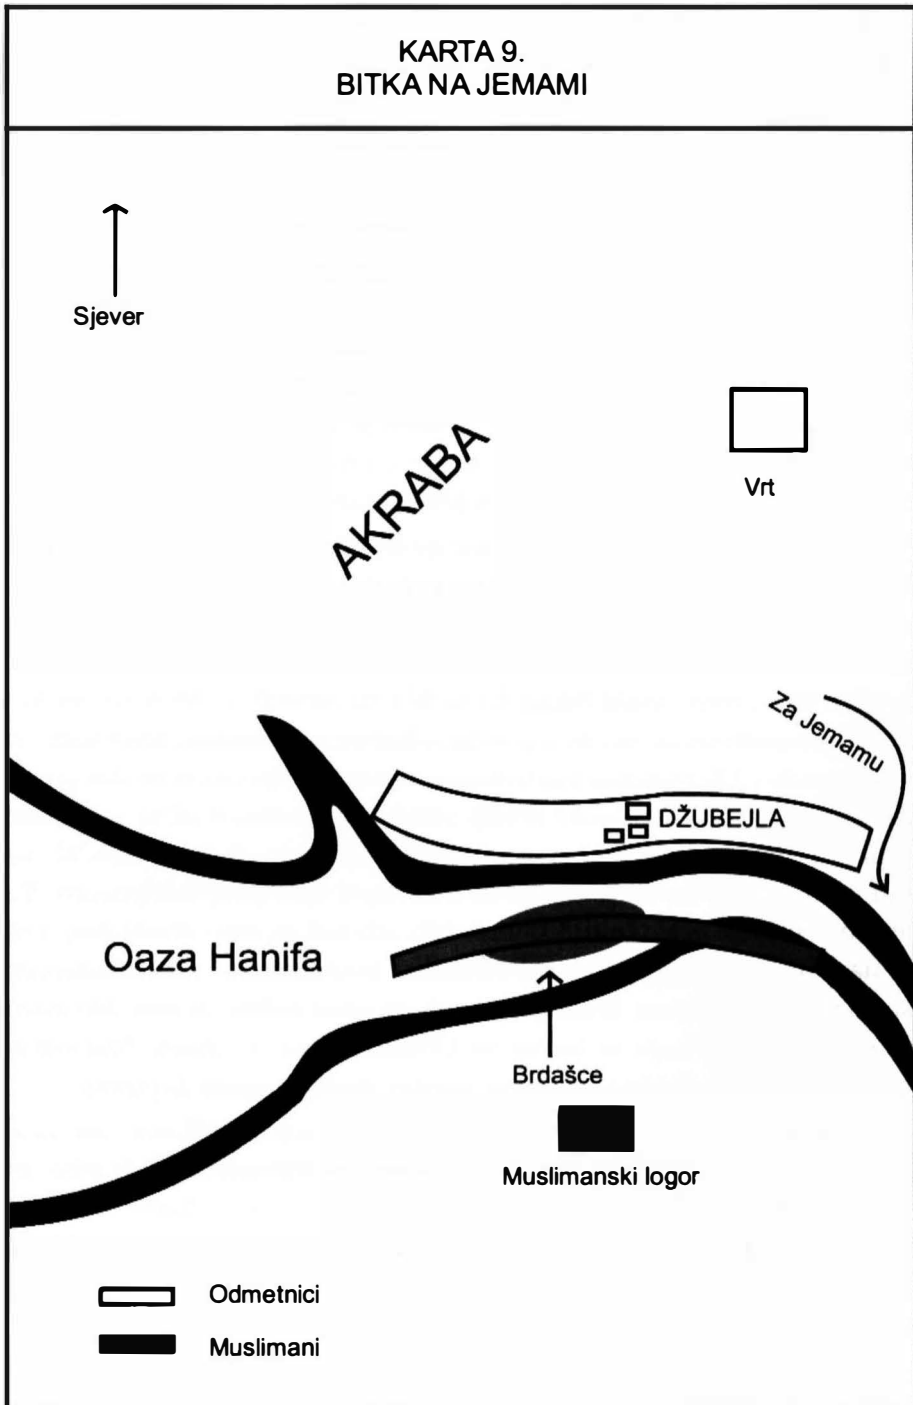 KARTA 9.
BITKA NA JEMAMI
Sjever
AKRABA
Vrt
Za Jemamu
DŽUBEJLA
Oaza Hanifa
Brdašce
Muslimanski logor
Odmetnici
Muslimani